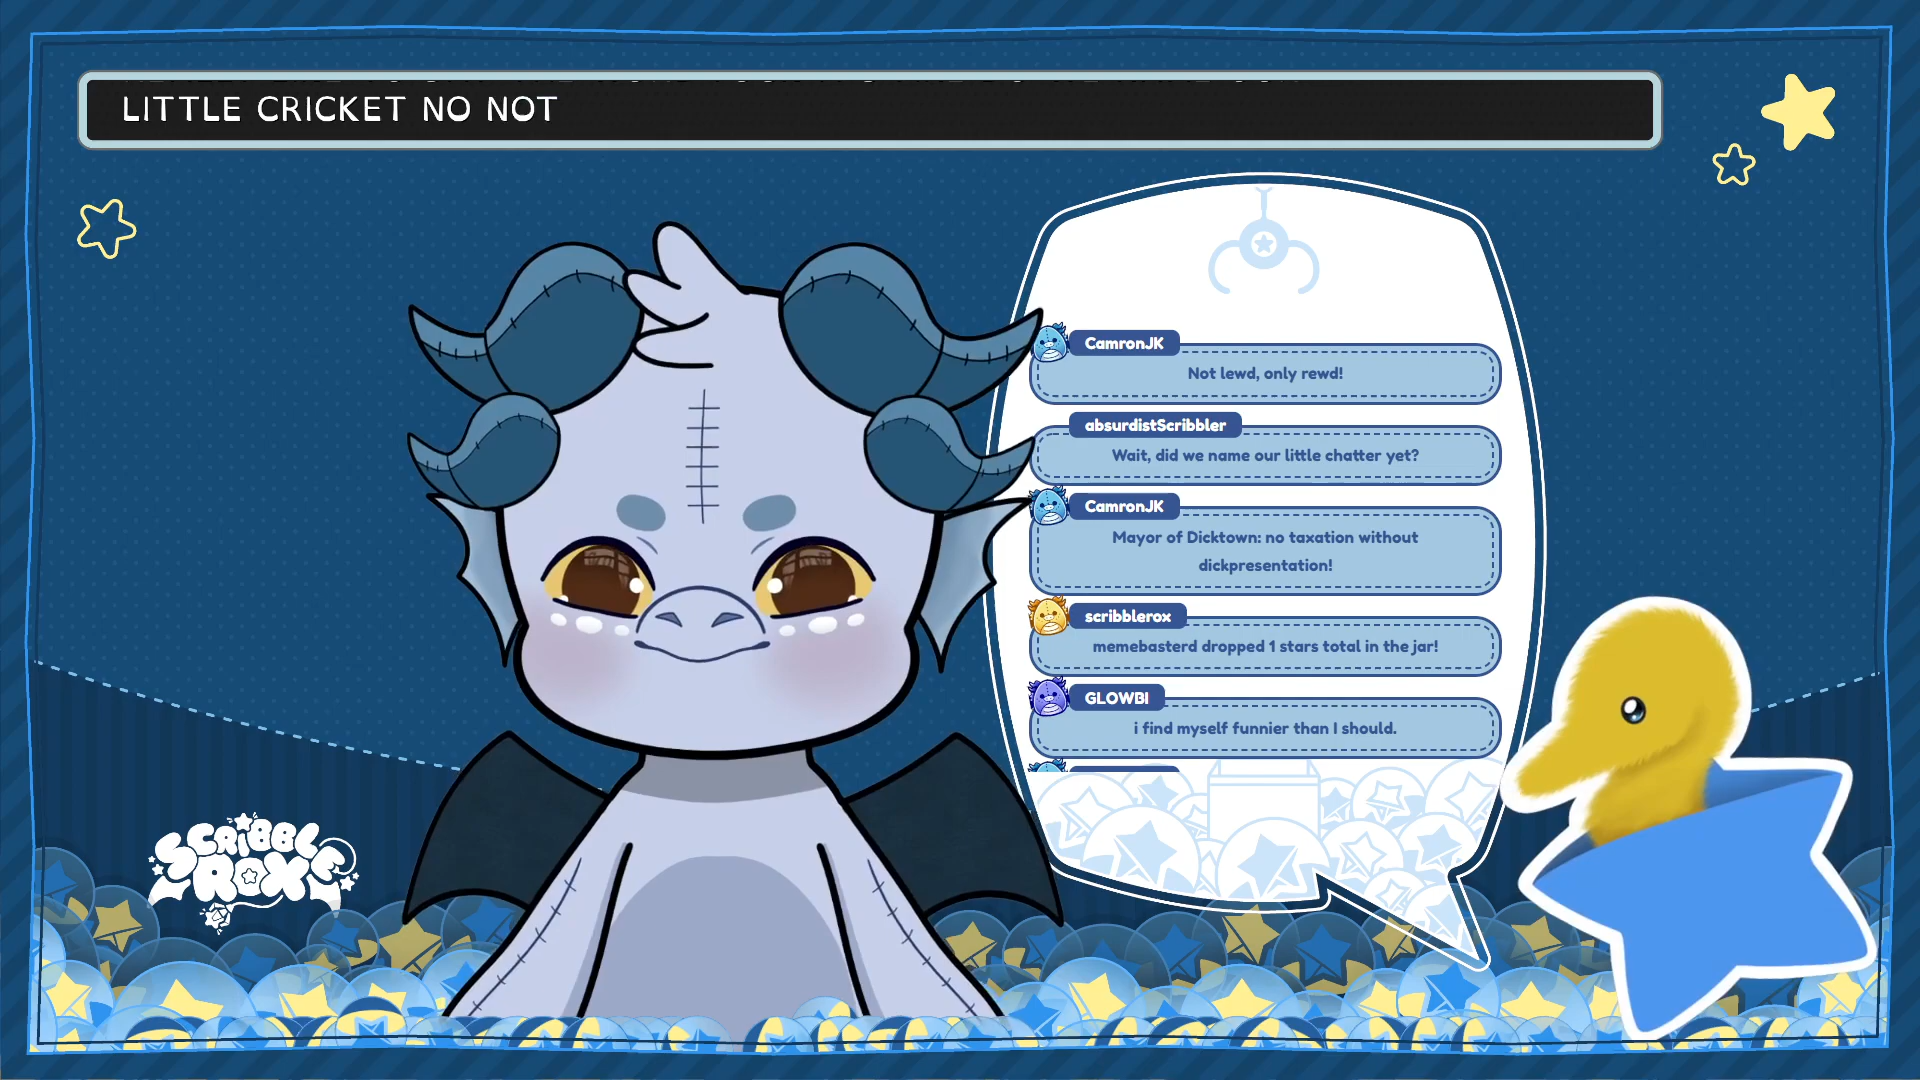 LITTLE CRICKET NO NOT
CamronJK
Not lewd, only rewd!
absurdistScribbler
Wait, did we name our little chatter yet?
CamronJK
Mayor of Dicktown: no taxation without
dickpresentation!
scribblerox
memebasterd dropped 1 stars total in the jar!
GLOWBI
i find myself funnier than I should.
SCRIBBLE
ROX